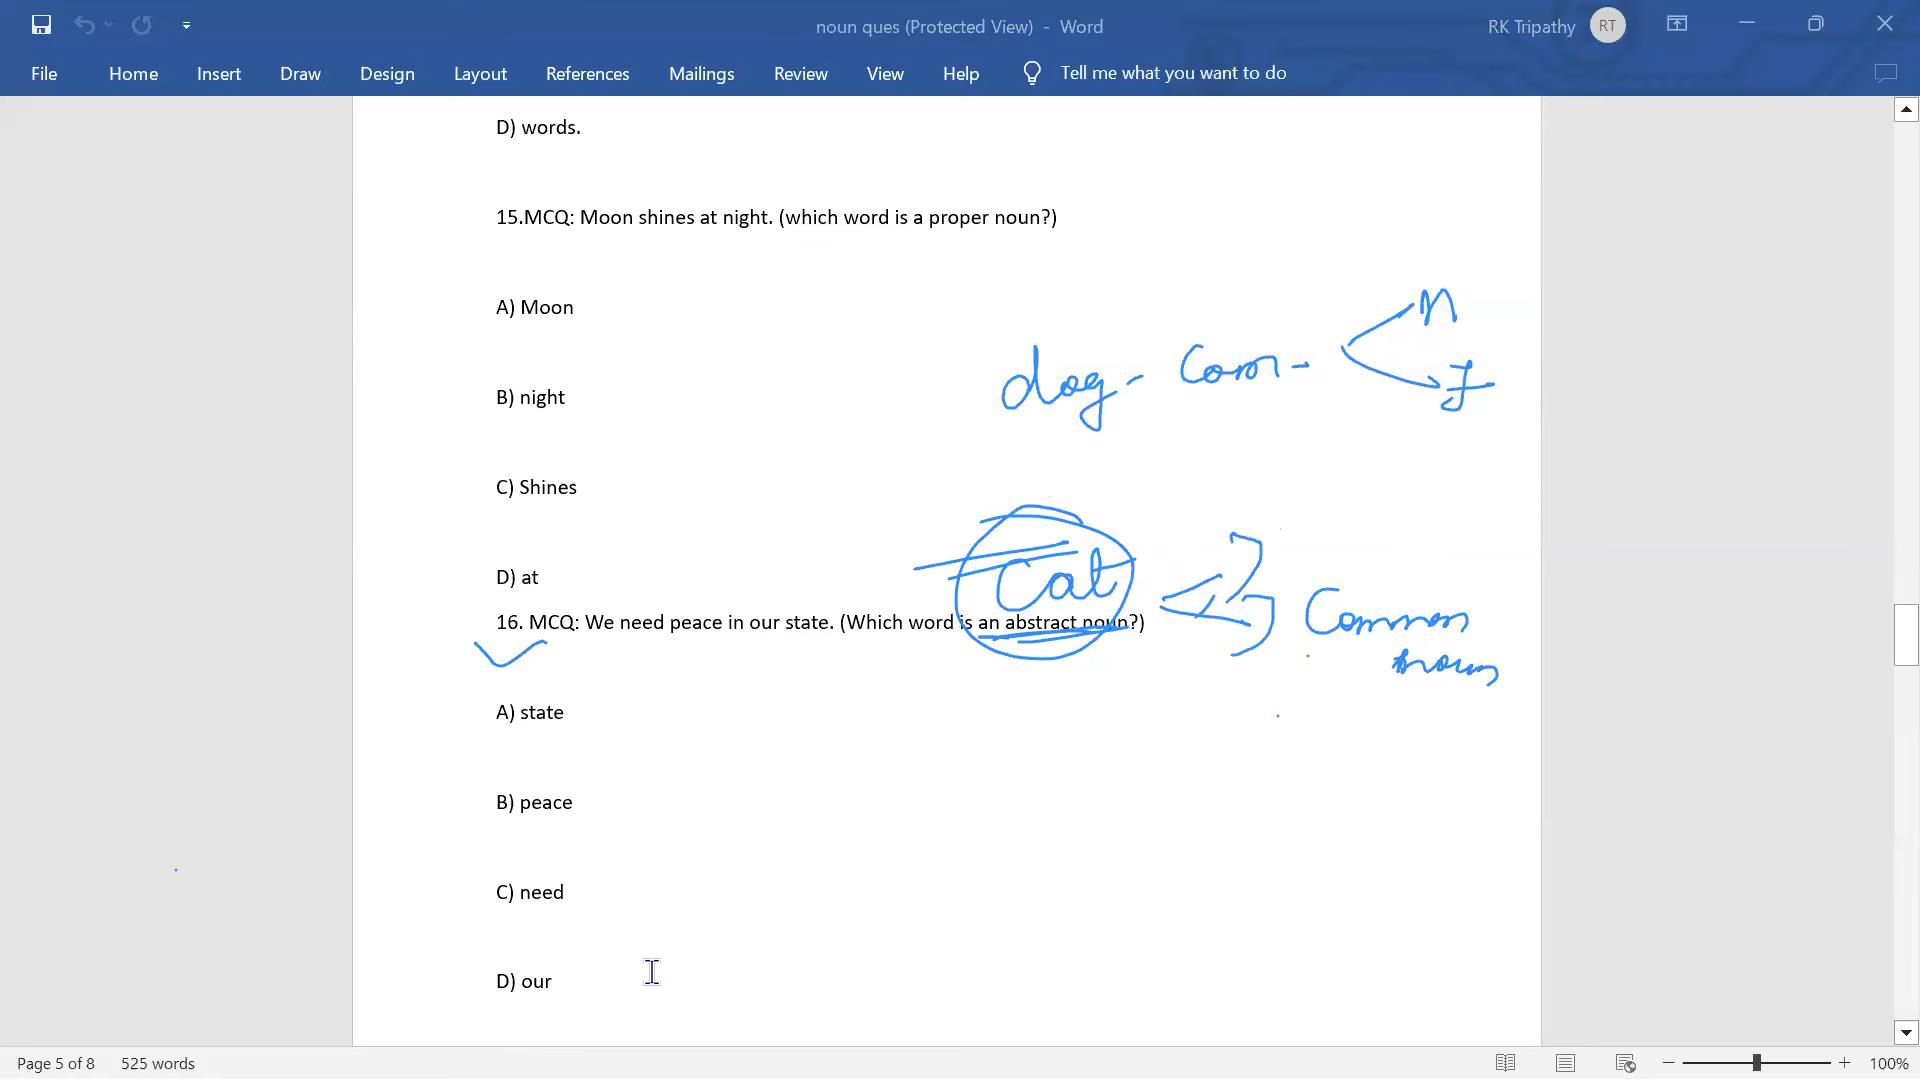 noun ques (Protected View) - Word
RK Tripathy RT
File Home Insert Draw Design Layout References Mailings Review View Help Tell me what you want to do
D) words.
15.MCQ: Moon shines at night. (which word is a proper noun?)
A) Moon
dog - Com - M
F
B) night
C) Shines
D) at
Cat
Common
noun
16. MCQ: We need peace in our state. (Which word is an abstract noun?)
A) state
B) peace
C) need
D) our
Page 5 of 8 525 words
100%